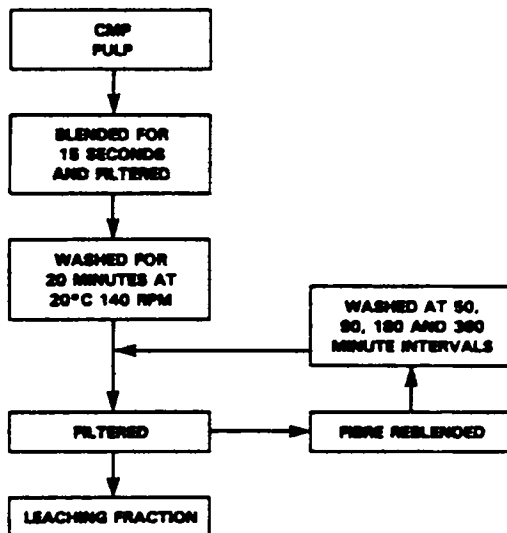 CMP
PULP
BLENDED FOR
15 SECONDS
AND FILTERED
WASHED FOR
20 MINUTES AT
20°C 140 RPM
WASHED AT 50,
90, 180 AND 360
MINUTE INTERVALS
FILTERED
FIBRE REBLENDED
LEACHING FRACTION